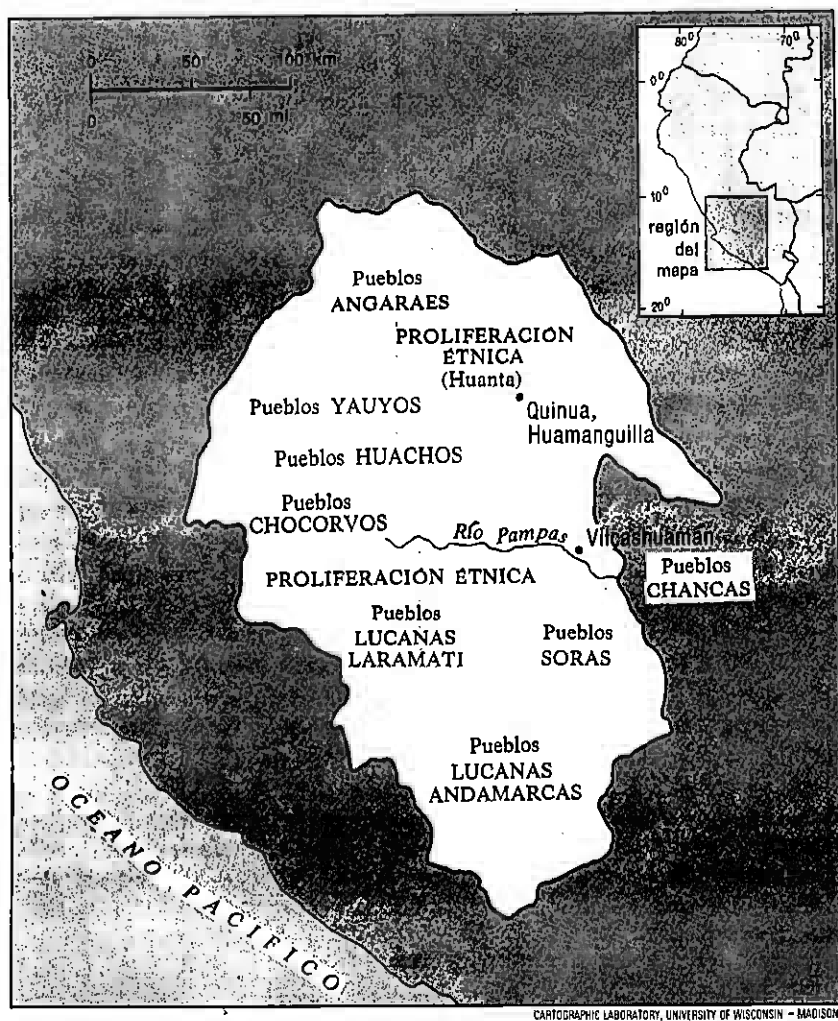 0 50 100 km
0 50 mi
80° 70°
0°
10°
20°
región
del
mapa
Pueblos
ANGARAES
PROLIFERACIÓN
ÉTNICA
(Huanta)
Quinua,
Huamanguilla
Pueblos YAUYOS
Pueblos HUACHOS
Pueblos
CHOCORVOS
Río Pampas
Vilcashuamán
Pueblos
CHANCAS
PROLIFERACIÓN ÉTNICA
Pueblos
LUCANAS
LARAMATI
Pueblos
SORAS
Pueblos
LUCANAS
ANDAMARCAS
OCEANO PACIFICO
CARTOGRAPHIC LABORATORY, UNIVERSITY OF WISCONSIN – MADISON